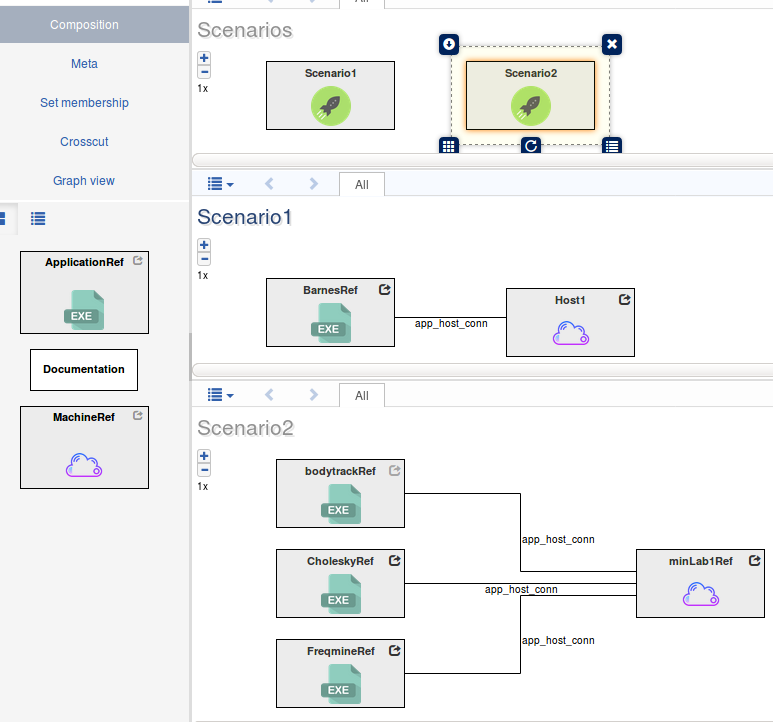 Composition
Meta
Set membership
Crosscut
Graph view
ApplicationRef
EXE
Documentation
MachineRef
All
Scenarios
1x
Scenario1
Scenario2
All
Scenario1
1x
BarnesRef
EXE
app_host_conn
Host1
All
Scenario2
1x
bodytrackRef
EXE
app_host_conn
CholeskyRef
EXE
app_host_conn
minLab1Ref
FreqmineRef
EXE
app_host_conn